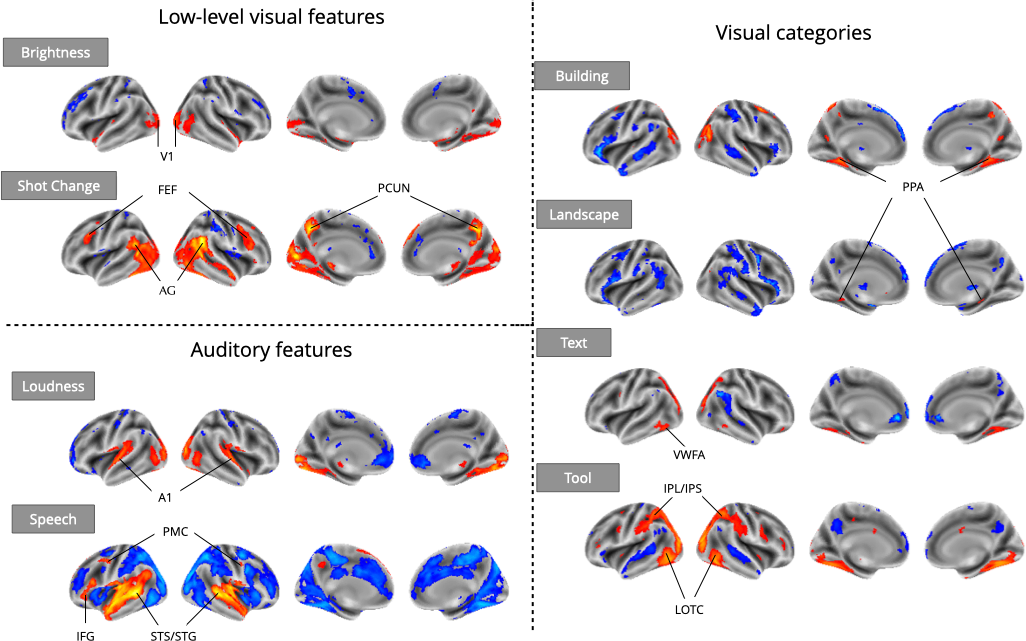 Low-level visual features
Brightness
V1
Shot Change
FEF
PCUN
AG
Auditory features
Loudness
A1
Speech
PMC
IFG
STS/STG
Visual categories
Building
PPA
Landscape
Text
VWFA
Tool
IPL/IPS
LOTC